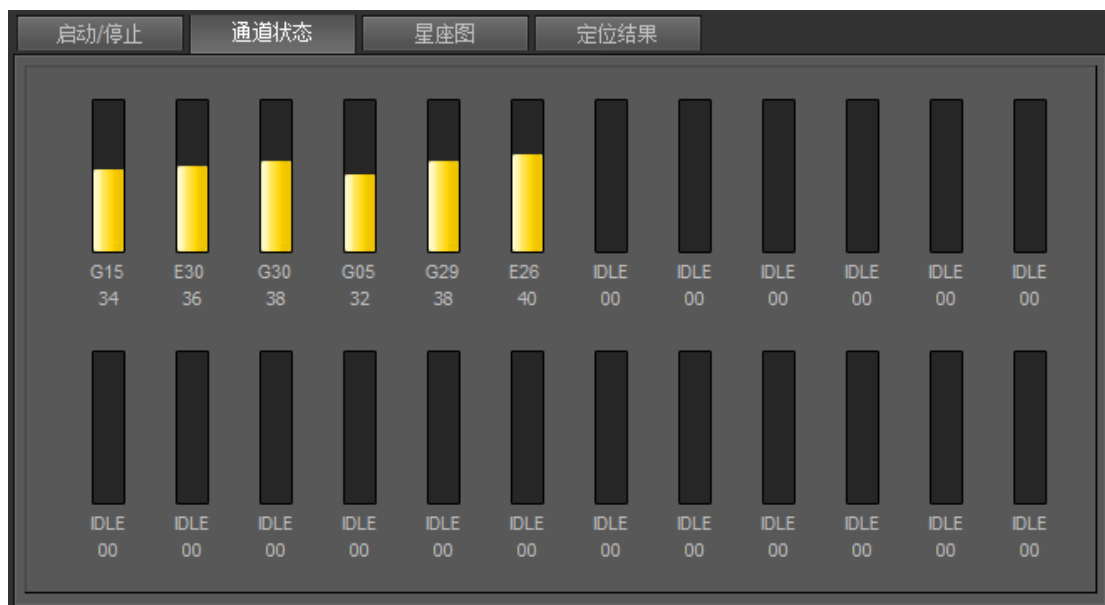 启动/停止 通道状态 星座图 定位结果
G15 E30 G30 G05 G29 E26 IDLE IDLE IDLE IDLE IDLE IDLE
34 36 38 32 38 40 00 00 00 00 00 00
IDLE IDLE IDLE IDLE IDLE IDLE IDLE IDLE IDLE IDLE IDLE IDLE
00 00 00 00 00 00 00 00 00 00 00 00